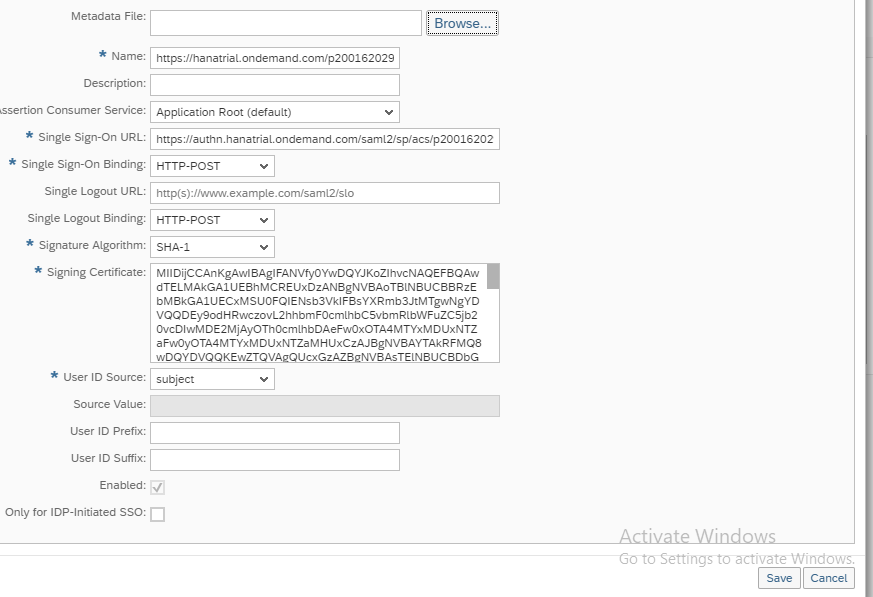 Metadata File:
Browse...
* Name: https://hanatrial.ondemand.com/p200162029
Description:
Assertion Consumer Service: Application Root (default)
* Single Sign-On URL: https://authn.hanatrial.ondemand.com/saml2/sp/acs/p20016202
* Single Sign-On Binding: HTTP-POST
Single Logout URL: http(s)://www.example.com/saml2/slo
Single Logout Binding: HTTP-POST
* Signature Algorithm: SHA-1
* Signing Certificate: MIIDijCCAnKgAwIBAgIFANVfy0YwDQYJKoZIhvcNAQEFBQAw
dTELMAkGA1UEBhMCREUxDzANBgNVBAoTBlNBUCBBRzE
bMBkGA1UECxMSU0FQIENsb3VkIFBsYXRmb3JtMTgwNgYD
VQQDEy9odHRwczovL2hhbmF0cmlhbC5vbmRlbWFuZC5jb2
0vcDIwMDE2MjAyOTh0cmlhbDAeFw0xOTA4MTYxMDUxNTZ
aFw0yOTA4MTYxMDUxNTZaMHUxCzAJBgNVBAYTAkRFMQ8
wDQYDVQQKEwZTQVAgQUcxGzAZBgNVBAsTElNBUCBDbG
* User ID Source: subject
Source Value:
User ID Prefix:
User ID Suffix:
Enabled:
Only for IDP-Initiated SSO:
Activate Windows
Go to Settings to activate Windows.
Save Cancel